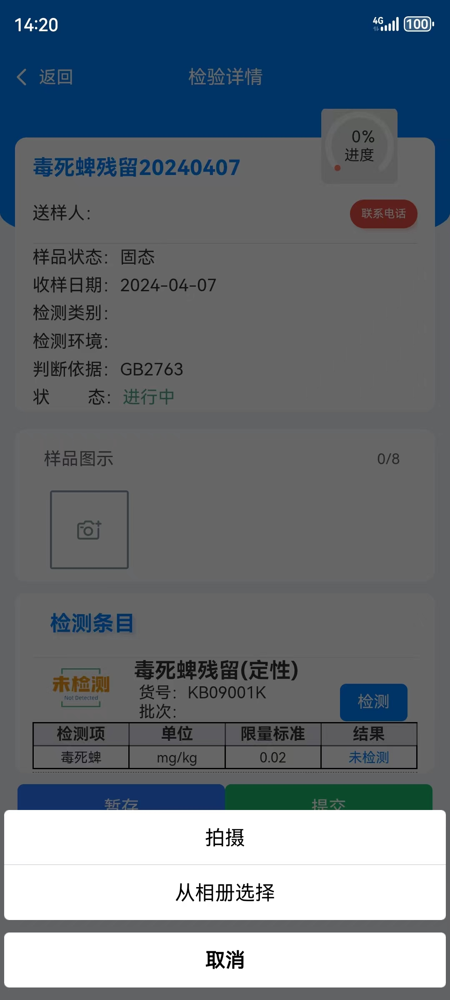 14:20
4G
100
返回
检验详情
0%
进度
毒死蜱残留20240407
送样人：
联系电话
样品状态：固态
收样日期：2024-04-07
检测类别：
检测环境：
判断依据：GB2763
状 态：进行中
样品图示
0/8
检测条目
未检测
Not Detected
毒死蜱残留(定性)
货号：KB09001K
批次：
检测
检测项 单位 限量标准 结果
毒死蜱 mg/kg 0.02 未检测
暂存 提交
拍摄
从相册选择
取消